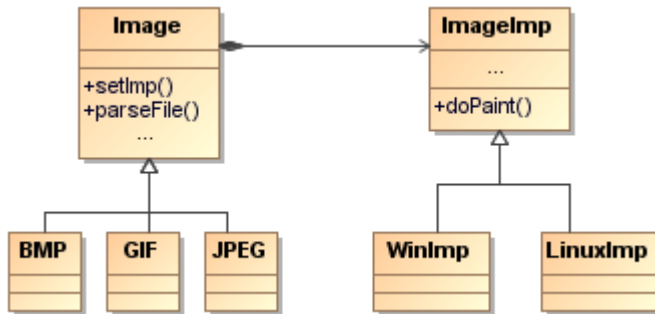 Image
+setImp()
+parseFile()
...
ImageImp
...
+doPaint()
BMP
GIF
JPEG
WinImp
LinuxImp